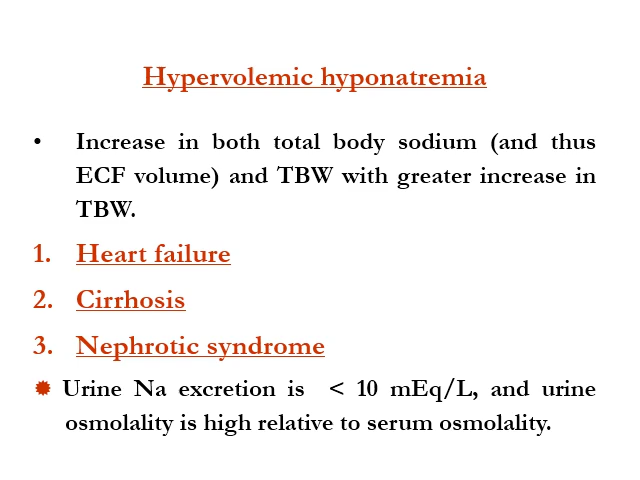 Hypervolemic hyponatremia
• Increase in both total body sodium (and thus
ECF volume) and TBW with greater increase in
TBW.
1. Heart failure
2. Cirrhosis
3. Nephrotic syndrome
Urine Na excretion is < 10 mEq/L, and urine
osmolality is high relative to serum osmolality.